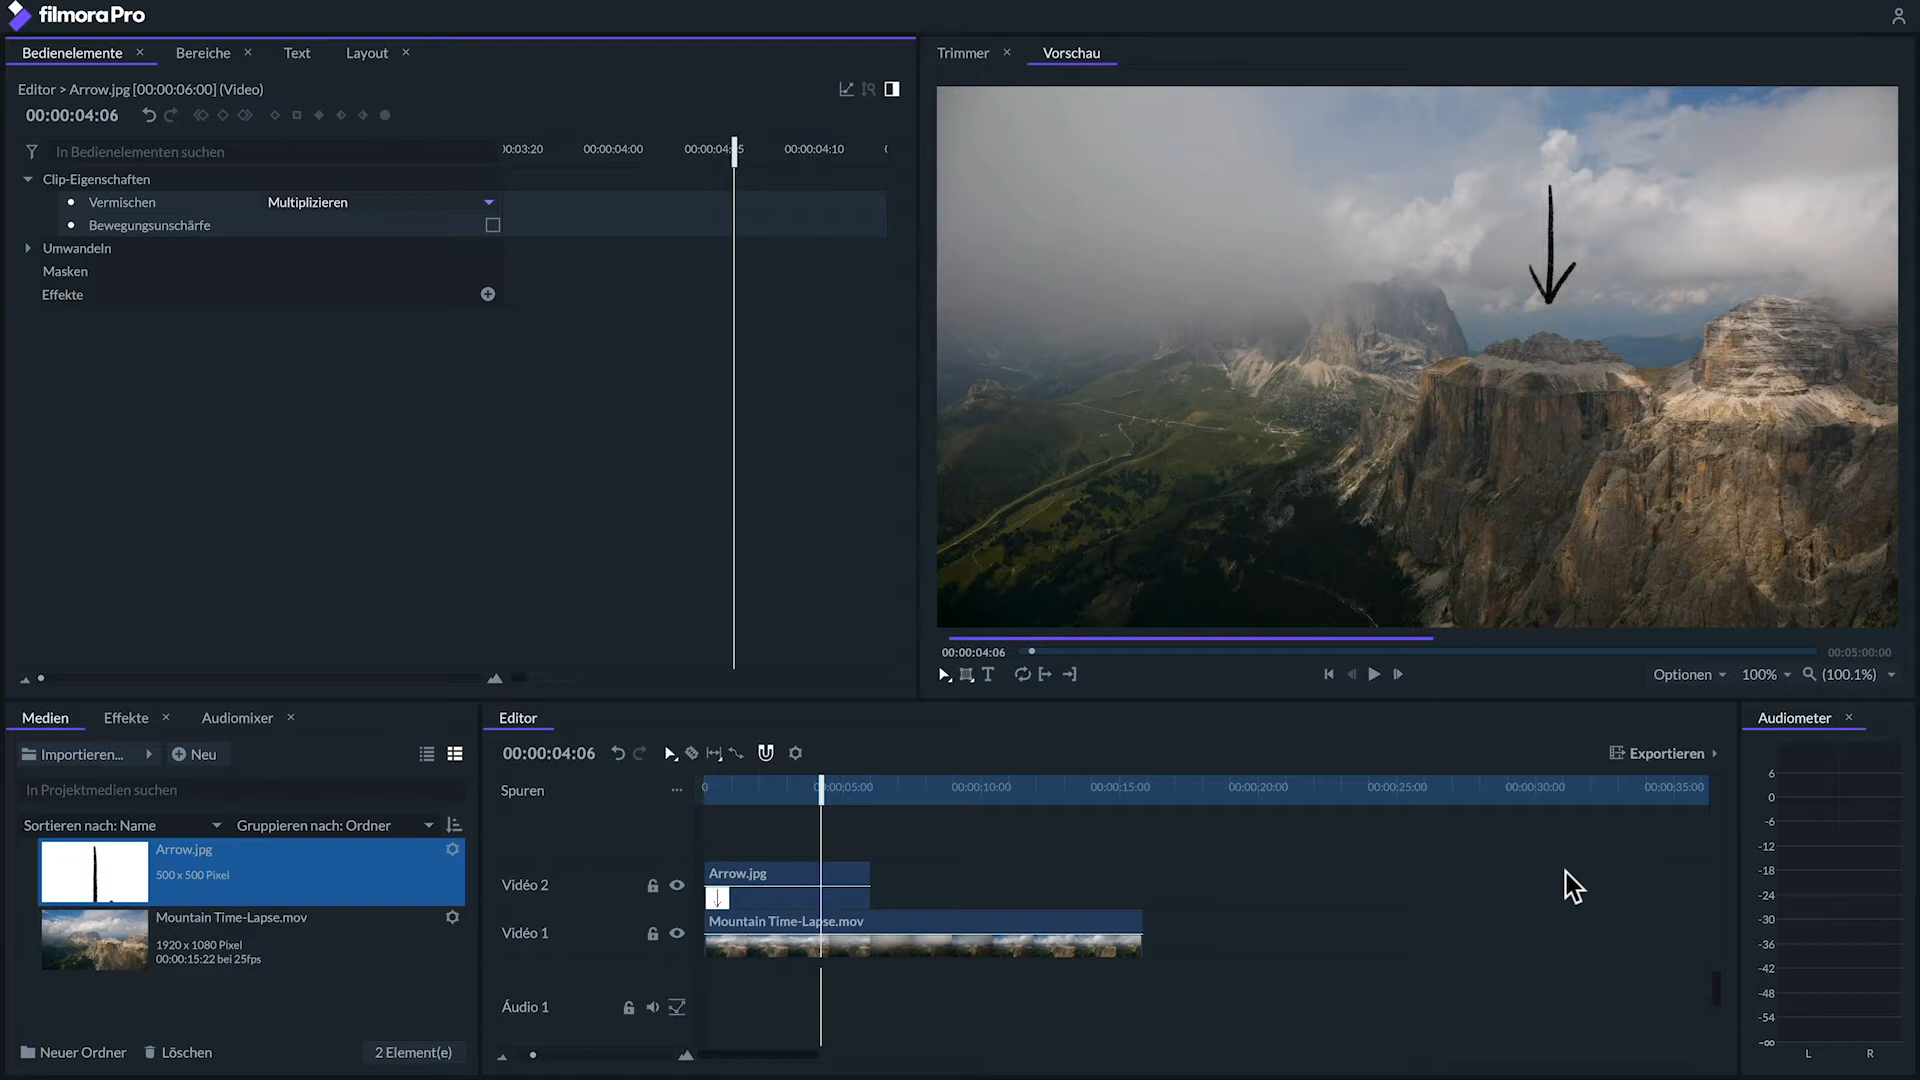 filmoraPro
Bedienelemente
Bereiche
Text
Layout
Editor > Arrow.jpg [00:00:06:00] (Video)
00:00:04:06
In Bedienelementen suchen
00:00:04:00
00:00:04:10
Clip-Eigenschaften
Vermischen
Multiplizieren
Bewegungsunschärfe
Umwandeln
Masken
Effekte
Trimmer
Vorschau
00:00:04:06
00:05:00:00
Optionen
100%
(100.1%)
Medien
Effekte
Audiomixer
Importieren...
Neu
In Projektmedien suchen
Sortieren nach: Name
Gruppieren nach: Ordner
Arrow.jpg
500 x 500 Pixel
Mountain Time-Lapse.mov
1920 x 1080 Pixel
00:00:15:22 bei 25fps
Neuer Ordner
Löschen
2 Element(e)
Editor
00:00:04:06
Exportieren
Spuren
0
00:00:10:00
00:00:15:00
00:00:20:00
00:00:25:00
00:00:30:00
00:00:35:00
Vidéo 2
Arrow.jpg
Vidéo 1
Mountain Time-Lapse.mov
Áudio 1
Audiometer
6
0
-6
-12
-18
-24
-30
-36
-42
-48
-54
-∞
L
R